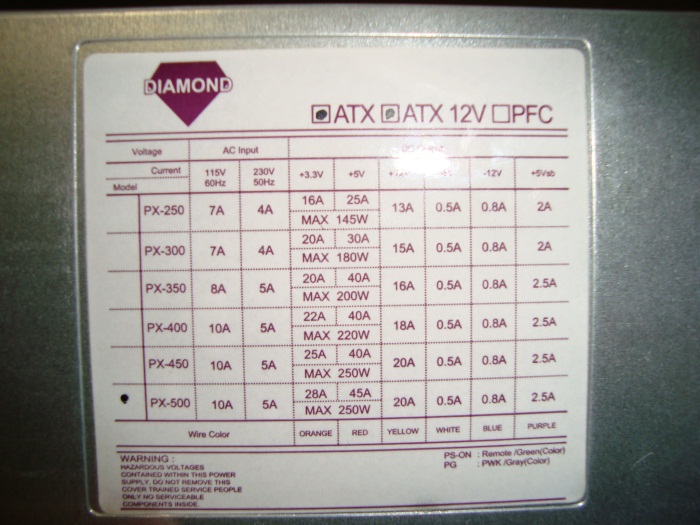 DIAMOND
ATX ATX 12V PFC
Voltage AC Input
Current 115V 60Hz 230V 50Hz +3.3V +5V -12V +5Vsb
Model
PX-250 7A 4A 16A 25A 13A 0.5A 0.8A 2A
MAX 145W
PX-300 7A 4A 20A 30A 15A 0.5A 0.8A 2A
MAX 180W
PX-350 8A 5A 20A 40A 16A 0.5A 0.8A 2.5A
MAX 200W
PX-400 10A 5A 22A 40A 18A 0.5A 0.8A 2.5A
MAX 220W
PX-450 10A 5A 25A 40A 20A 0.5A 0.8A 2.5A
MAX 250W
PX-500 10A 5A 28A 45A 20A 0.5A 0.8A 2.5A
MAX 250W
Wire Color ORANGE RED YELLOW WHITE BLUE PURPLE
WARNING :
HAZARDOUS VOLTAGES
CONTAINED WITHIN THIS POWER
SUPPLY, DO NOT REMOVE THIS
COVER TRAINED SERVICE PEOPLE
ONLY NO SERVICEABLE
COMPONENTS INSIDE.
PS-ON : Remote /Green(Color)
PG : PWK /Gray(Color)